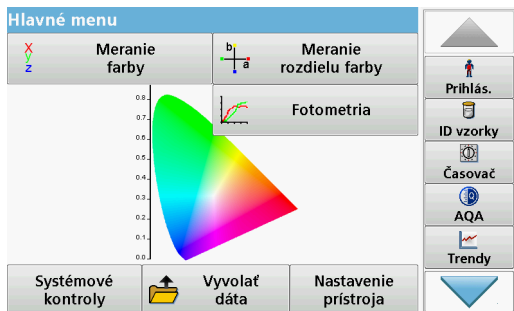 Hlavné menu
X
y
z
Meranie
farby
b
a
Meranie
rozdielu farby
Fotometria
0.8
0.7
0.6
0.5
0.4
0.3
0.2
0.1
0.0
Systémové
kontroly
Vyvolať
dáta
Nastavenie
prístroja
Prihlás.
ID vzorky
Časovač
AQA
Trendy